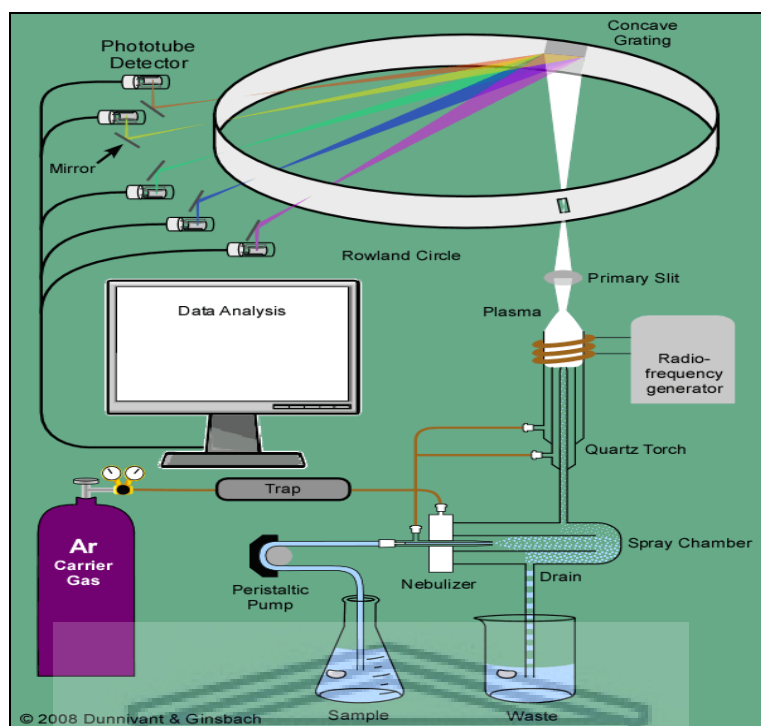 Concave
Grating
Phototube
Detector
Mirror
Rowland Circle
Primary Slit
Data Analysis
Plasma
Radio-
frequency
generator
Quartz Torch
Trap
Ar
Carrier
Gas
Spray Chamber
Nebulizer
Drain
Peristaltic
Pump
© 2008 Dunnivant & Ginsbach
Sample
Waste